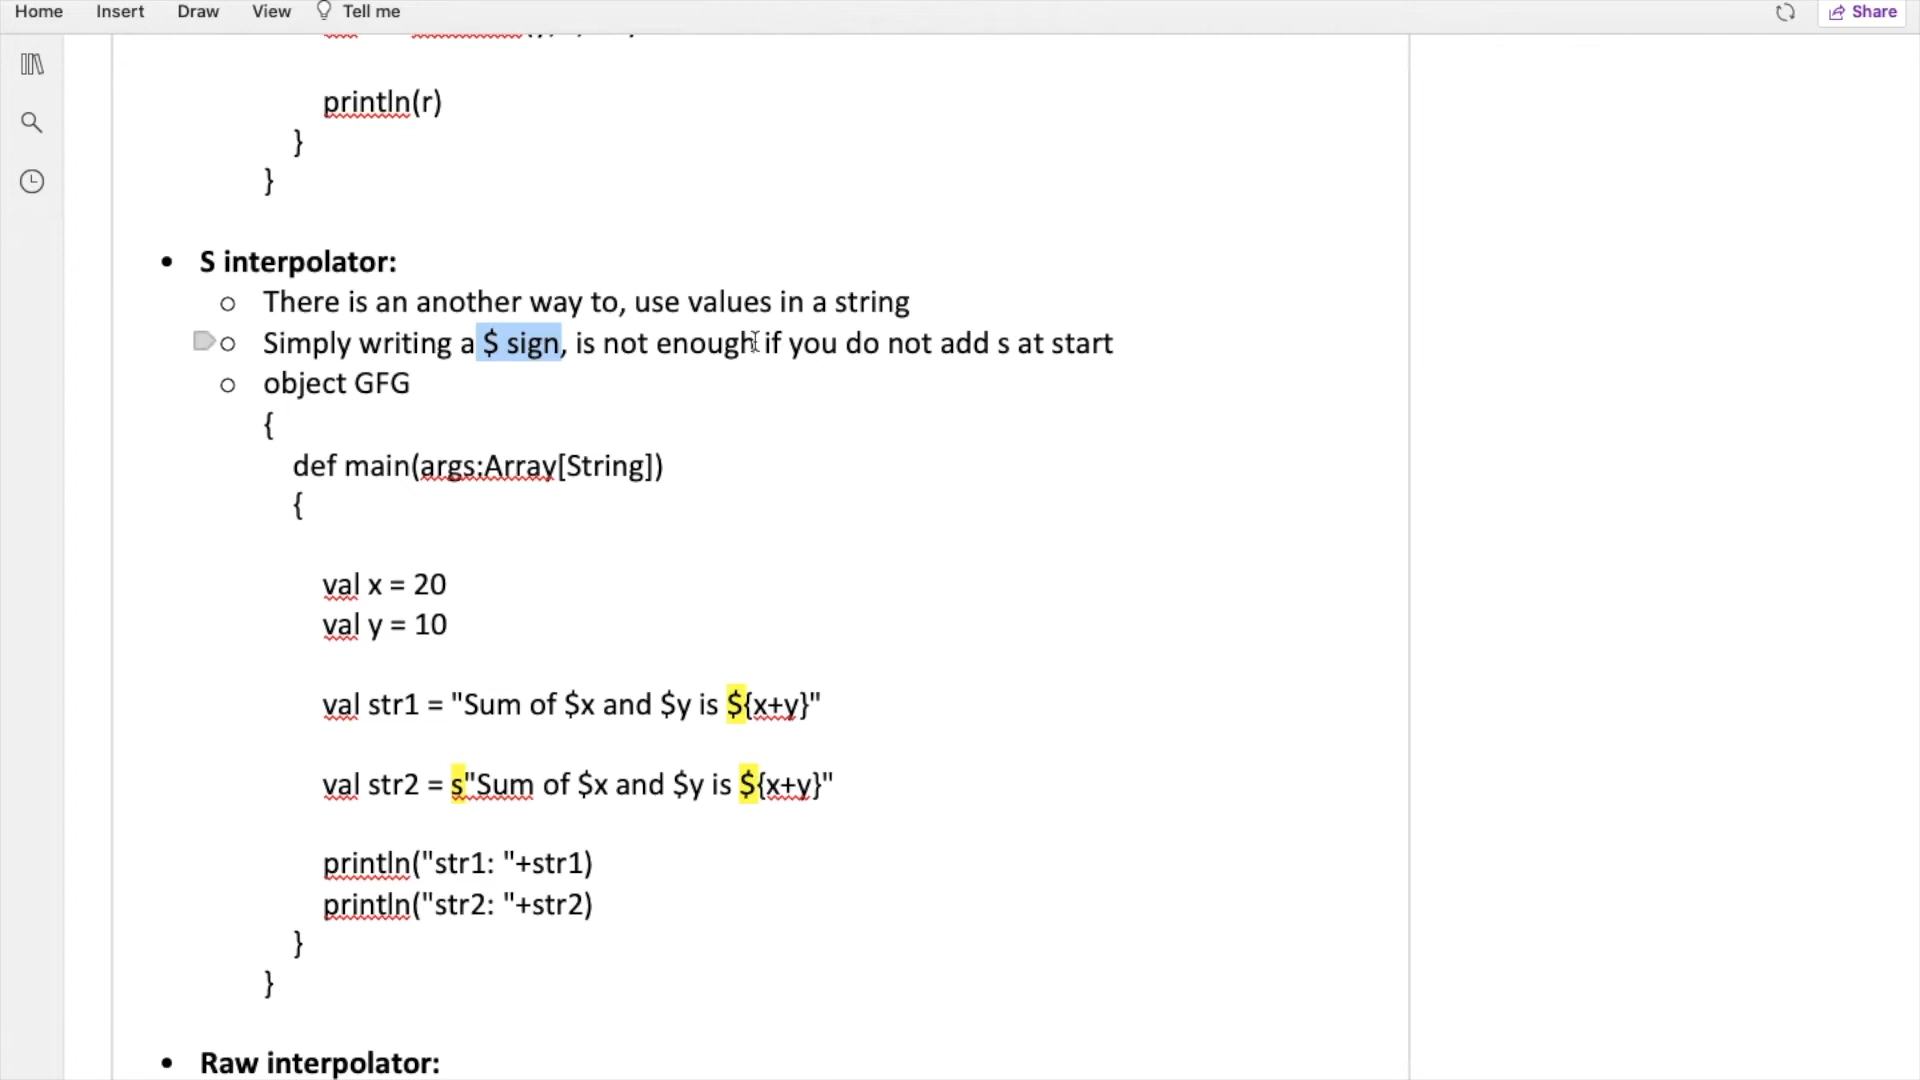 Home Insert Draw View Tell me Share
println(r)
}
}
• S interpolator:
○ There is an another way to, use values in a string
○ Simply writing a $ sign, is not enough if you do not add s at start
○ object GFG
{
def main(args:Array[String])
{
val x = 20
val y = 10
val str1 = "Sum of $x and $y is ${x+y}"
val str2 = s"Sum of $x and $y is ${x+y}"
println("str1: "+str1)
println("str2: "+str2)
}
}
• Raw interpolator: